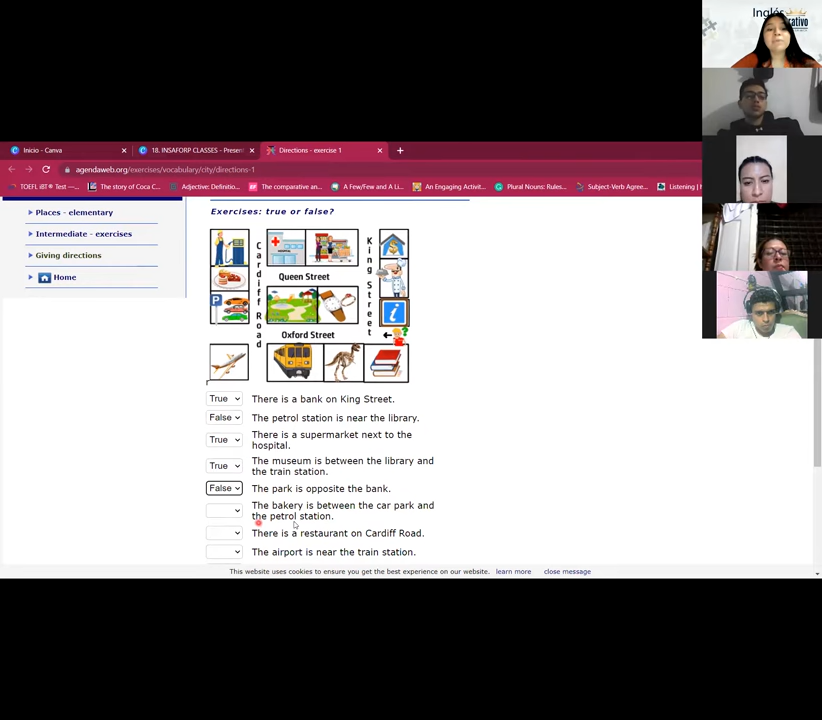 Inglés
rativo
Inicio - Canva
18. INSAFORP CLASSES - Present
Directions - exercise 1
agendaweb.org/exercises/vocabulary/city/directions-1
TOEFL iBT® Test —...
The story of Coca C...
Adjective: Definitio...
The comparative an...
A Few/Few and A Li...
An Engaging Activit...
Plural Nouns: Rules...
Subject-Verb Agree...
Listening |
Places - elementary
Intermediate - exercises
Giving directions
Home
Exercises: true or false?
Cardiff Road
King Street
Queen Street
P
i
Oxford Street
True There is a bank on King Street.
False The petrol station is near the library.
True There is a supermarket next to the
hospital.
True The museum is between the library and
the train station.
False The park is opposite the bank.
The bakery is between the car park and
the petrol station.
There is a restaurant on Cardiff Road.
The airport is near the train station.
This website uses cookies to ensure you get the best experience on our website. learn more close message